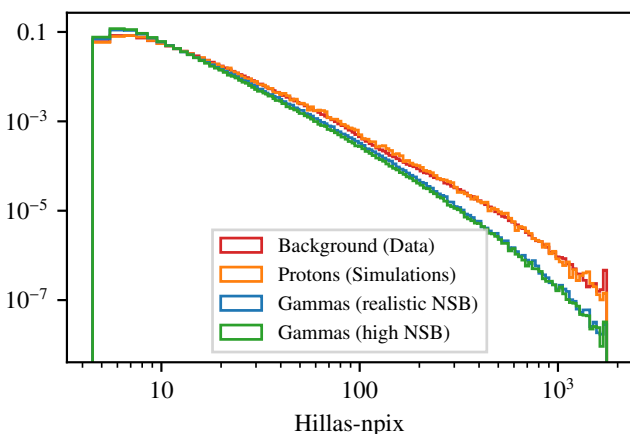 0.1
10⁻³
10⁻⁵
10⁻⁷
Background (Data)
Protons (Simulations)
Gammas (realistic NSB)
Gammas (high NSB)
10 100 10³
Hillas-npix